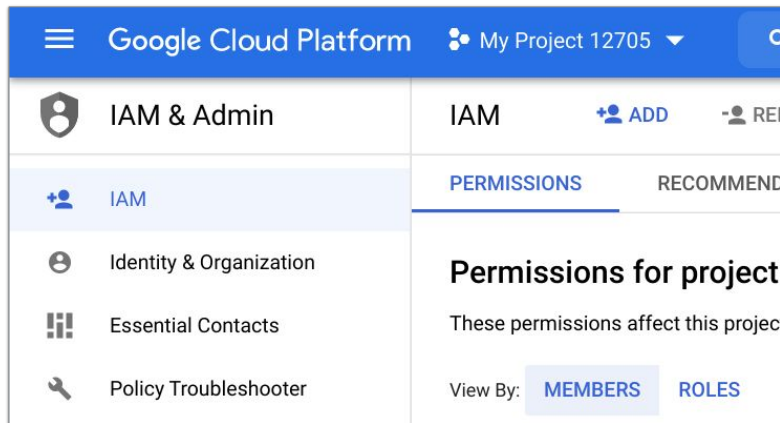 Google Cloud Platform My Project 12705
IAM & Admin
IAM ADD
IAM
PERMISSIONS
Identity & Organization
Permissions for project
Essential Contacts
These permissions affect this
Policy Troubleshooter
View By: MEMBERS ROLES